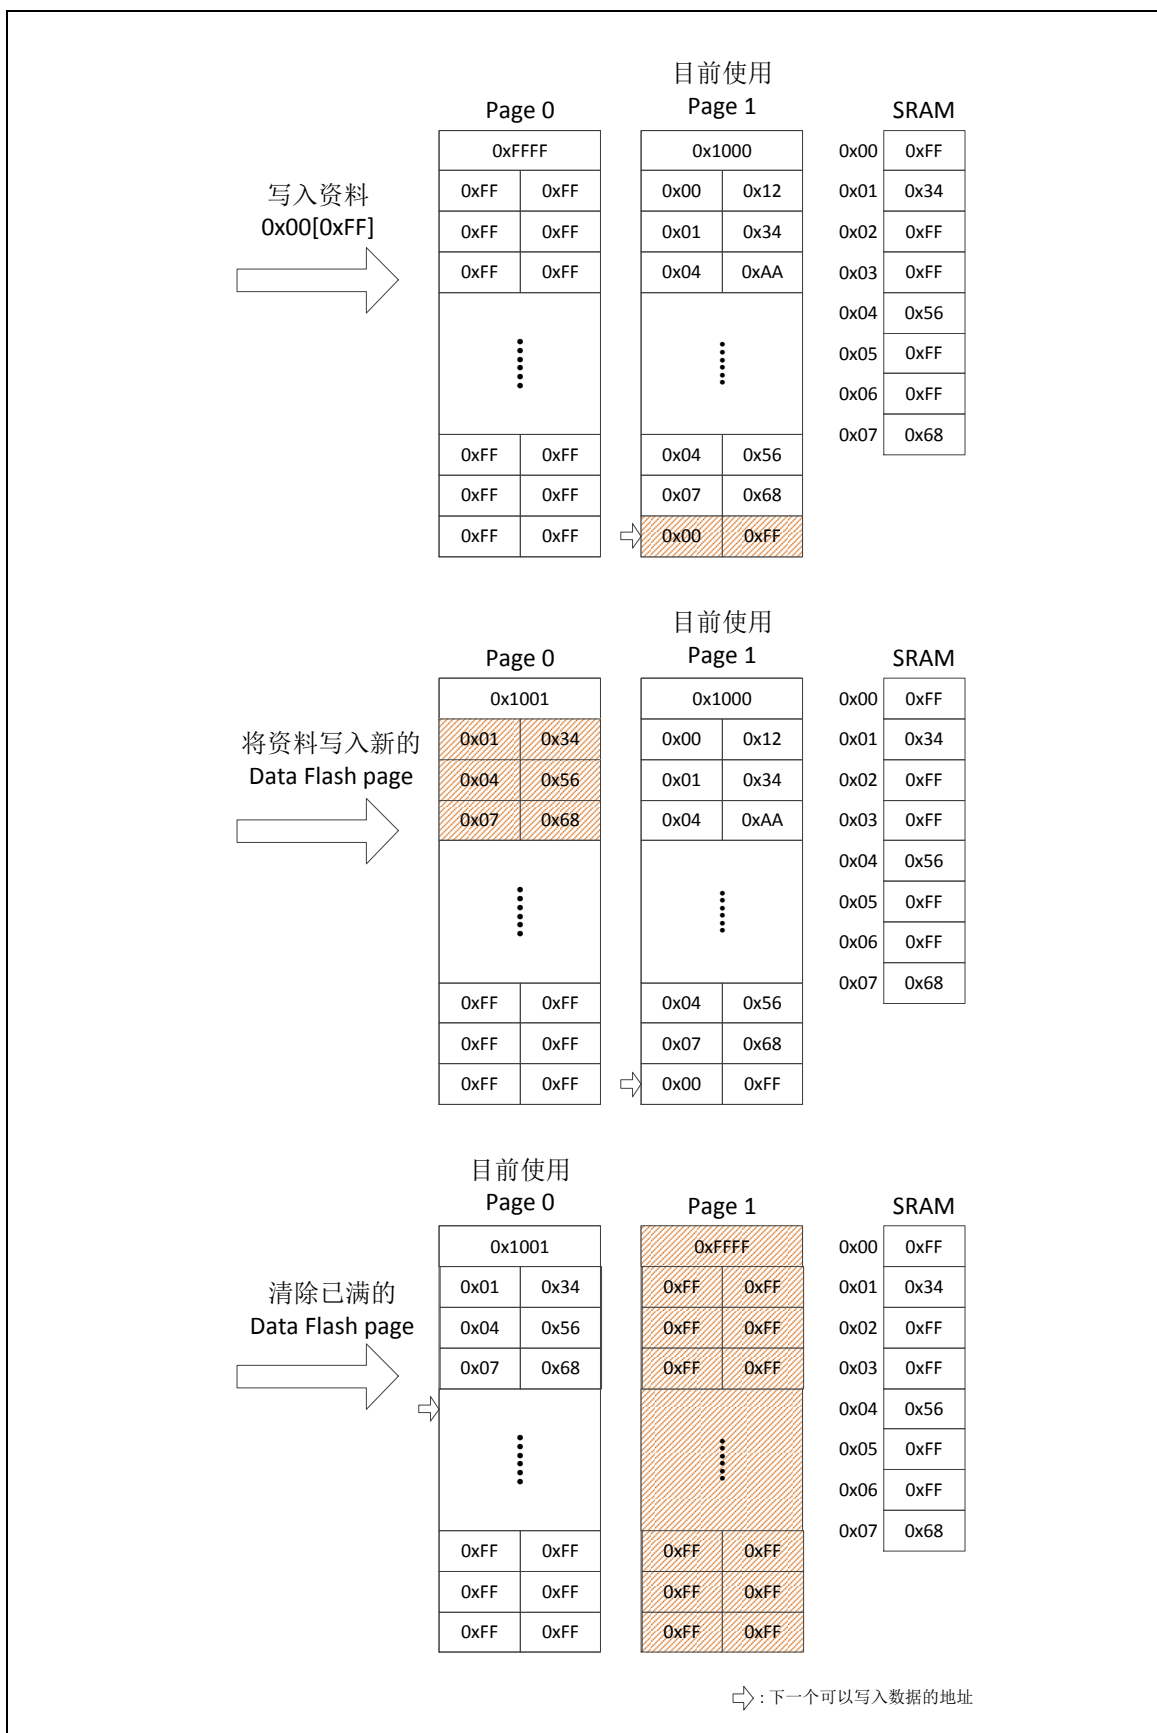 目前使用
Page 0 Page 1 SRAM
0xFFFF 0x1000 0x00 0xFF
写入资料
0x00[0xFF]
0xFF 0xFF 0x00 0x12 0x01 0x34
0xFF 0xFF 0x01 0x34 0x02 0xFF
0xFF 0xFF 0x04 0xAA 0x03 0xFF
0x04 0x56
0x05 0xFF
0x06 0xFF
0x07 0x68
0xFF 0xFF 0x04 0x56
0xFF 0xFF 0x07 0x68
0xFF 0xFF 0x00 0xFF
目前使用
Page 0 Page 1 SRAM
0x1001 0x1000 0x00 0xFF
将资料写入新的
Data Flash page
0x01 0x34 0x00 0x12 0x01 0x34
0x04 0x56 0x01 0x34 0x02 0xFF
0x07 0x68 0x04 0xAA 0x03 0xFF
0x04 0x56
0x05 0xFF
0x06 0xFF
0x07 0x68
0xFF 0xFF 0x04 0x56
0xFF 0xFF 0x07 0x68
0xFF 0xFF 0x00 0xFF
目前使用
Page 0 Page 1 SRAM
0x1001 0xFFFF 0x00 0xFF
清除已满的
Data Flash page
0x01 0x34 0xFF 0xFF 0x01 0x34
0x04 0x56 0xFF 0xFF 0x02 0xFF
0x07 0x68 0xFF 0xFF 0x03 0xFF
0x04 0x56
0x05 0xFF
0x06 0xFF
0x07 0x68
0xFF 0xFF 0xFF 0xFF
0xFF 0xFF 0xFF 0xFF
0xFF 0xFF 0xFF 0xFF
: 下一个可以写入数据的地址